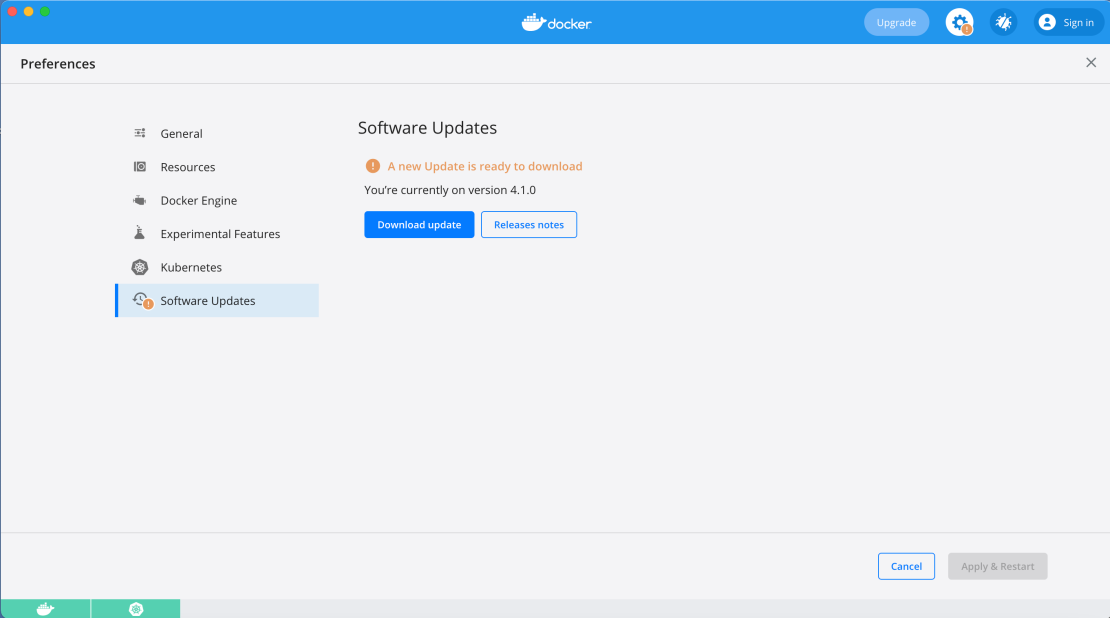 docker
Upgrade
Sign in
Preferences
General
Resources
Docker Engine
Experimental Features
Kubernetes
Software Updates
Software Updates
A new Update is ready to download
You're currently on version 4.1.0
Download update
Releases notes
Cancel
Apply & Restart